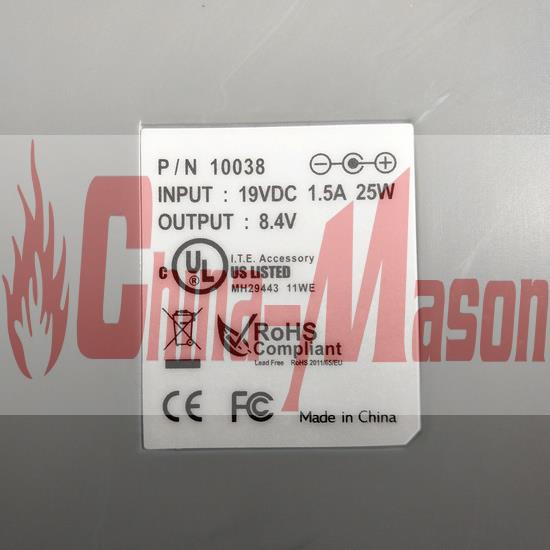 P/N 10038
INPUT : 19VDC 1.5A 25W
OUTPUT : 8.4V
I.T.E. Accessory
C UL ® US LISTED
MH29443 11WE
RoHS
Compliant
Lead Free RoHS 2011/65/EU
CE FC Made in China
China-Mason